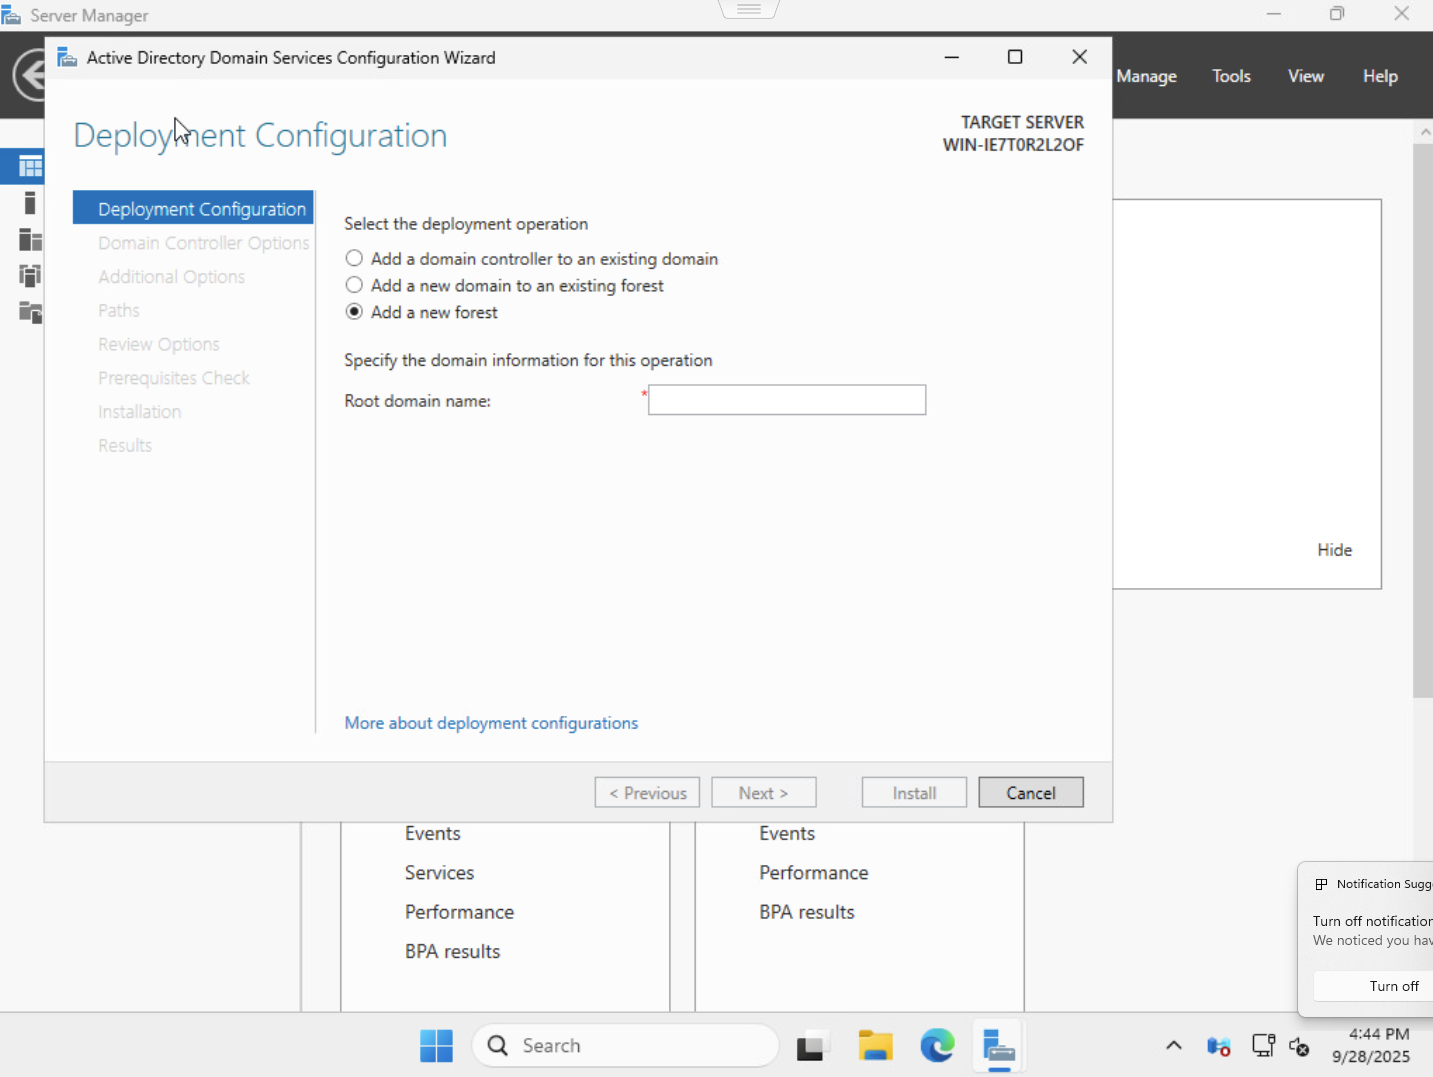 Server Manager
Active Directory Domain Services Configuration Wizard
Manage Tools View Help
Deployment Configuration
TARGET SERVER
WIN-IE7T0R2L2OF
Deployment Configuration
Domain Controller Options
Additional Options
Paths
Review Options
Prerequisites Check
Installation
Results
Select the deployment operation
Add a domain controller to an existing domain
Add a new domain to an existing forest
Add a new forest
Specify the domain information for this operation
Root domain name: *
More about deployment configurations
Hide
< Previous Next > Install Cancel
Events
Services
Performance
BPA results
Events
Performance
BPA results
Notification Sugg
Turn off notification
We noticed you hav
Turn off
Search
4:44 PM
9/28/2025